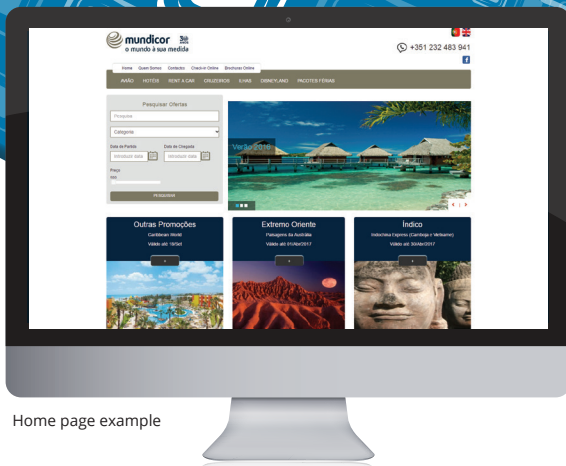 mundicor
o mundo à sua medida
+351 232 483 941
Home Quem Somos Contactos Check-in Online Brochuras Online
AVIÃO HOTÉIS RENT A CAR CRUZEIROS ILHAS DISNEYLAND PACOTES FÉRIAS
Pesquisar Ofertas
Pesquisa
Categoria
Data de Partida Data de Chegada
Introduzir data Introduzir data
Preço
PESQUISAR
Verão 2016
Outras Promoções
Caribbean World
Válido até 18/Set
Extremo Oriente
Paisagens da Austrália
Válido até 01/Abr/2017
Índico
Indochina Express (Camboja e Vietname)
Válido até 30/Abr/2017
Home page example